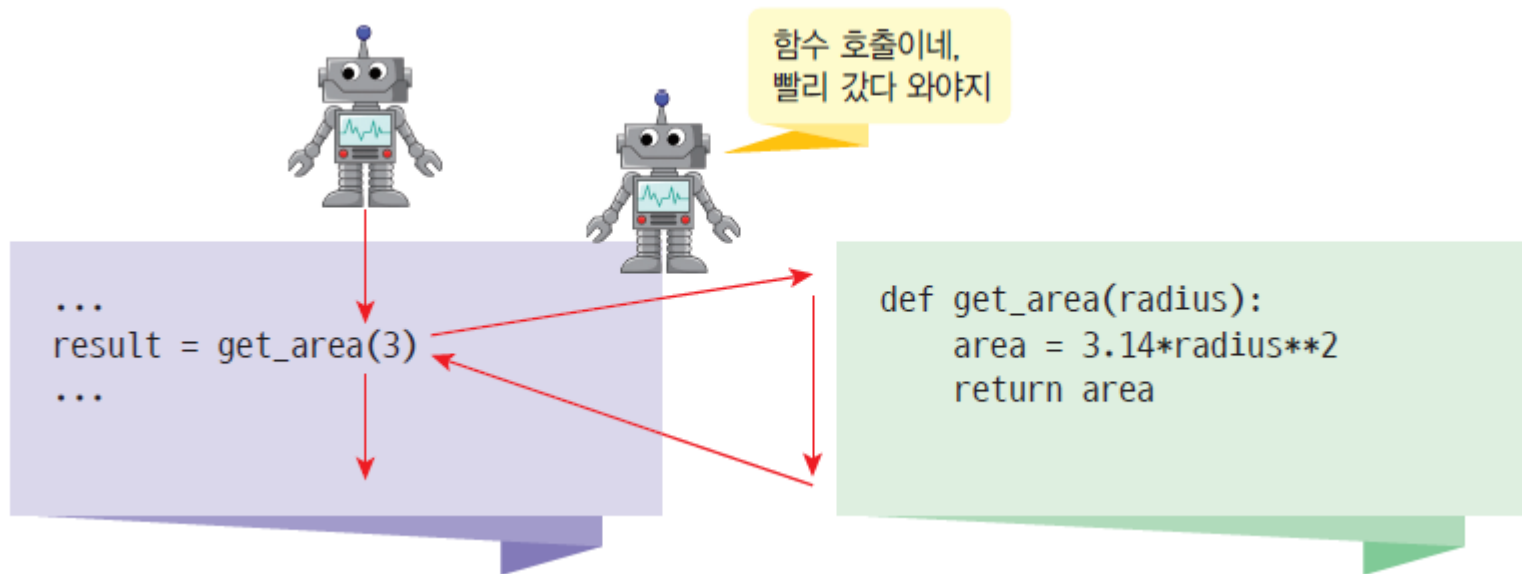 함수 호출이네,
빨리 갔다 와야지
...
result = get_area(3)
...
def get_area(radius):
    area = 3.14*radius**2
    return area